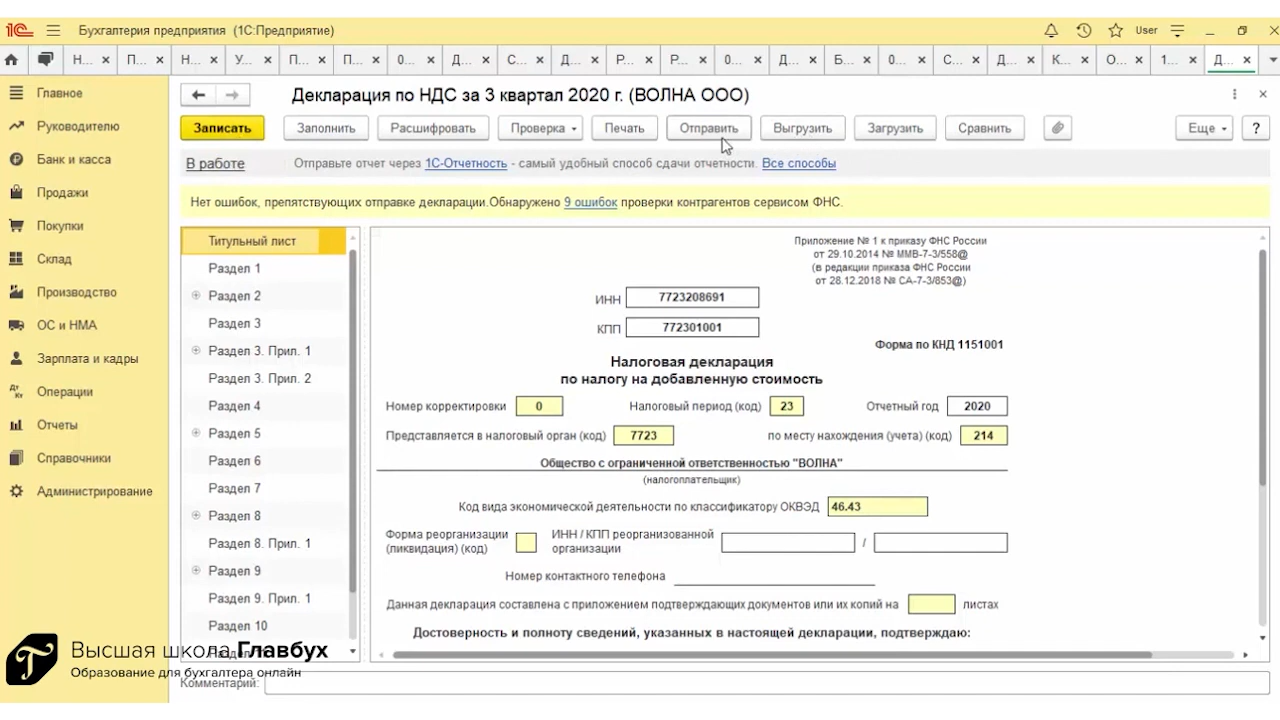 1С Бухгалтерия предприятия (1С:Предприятие) User
Н... П... Н... У... П... П... 0... Д... С... Д... Р... Р... 0... Д... Б... 0... С... Д... К... О... 1... Д...
Главное
Руководителю
Банк и касса
Продажи
Покупки
Склад
Производство
ОС и НМА
Зарплата и кадры
Операции
Отчеты
Справочники
Администрирование
Декларация по НДС за 3 квартал 2020 г. (ВОЛНА ООО)
Записать Заполнить Расшифровать Проверка Печать Отправить Выгрузить Загрузить Сравнить Еще ?
В работе Отправьте отчет через 1С-Отчетность - самый удобный способ сдачи отчетности. Все способы
Нет ошибок, препятствующих отправке декларации.Обнаружено 9 ошибок проверки контрагентов сервисом ФНС.
Титульный лист
Раздел 1
Раздел 2
Раздел 3
Раздел 3. Прил. 1
Раздел 3. Прил. 2
Раздел 4
Раздел 5
Раздел 6
Раздел 7
Раздел 8
Раздел 8. Прил. 1
Раздел 9
Раздел 9. Прил. 1
Раздел 10
Приложение № 1 к приказу ФНС России
от 29.10.2014 № ММВ-7-3/558@
(в редакции приказа ФНС России
от 28.12.2018 № СА-7-3/853@)
ИНН 7723208691
КПП 772301001
Форма по КНД 1151001
Налоговая декларация
по налогу на добавленную стоимость
Номер корректировки 0 Налоговый период (код) 23 Отчетный год 2020
Представляется в налоговый орган (код) 7723 по месту нахождения (учета) (код) 214
Общество с ограниченной ответственностью "ВОЛНА"
(налогоплательщик)
Код вида экономической деятельности по классификатору ОКВЭД 46.43
Форма реорганизации
(ликвидация) (код)
ИНН / КПП реорганизованной
организации /
Номер контактного телефона
Данная декларация составлена с приложением подтверждающих документов или их копий на листах
Достоверность и полноту сведений, указанных в настоящей декларации, подтверждаю:
Высшая школа Главбух
Образование для бухгалтера онлайн
Комментарий: